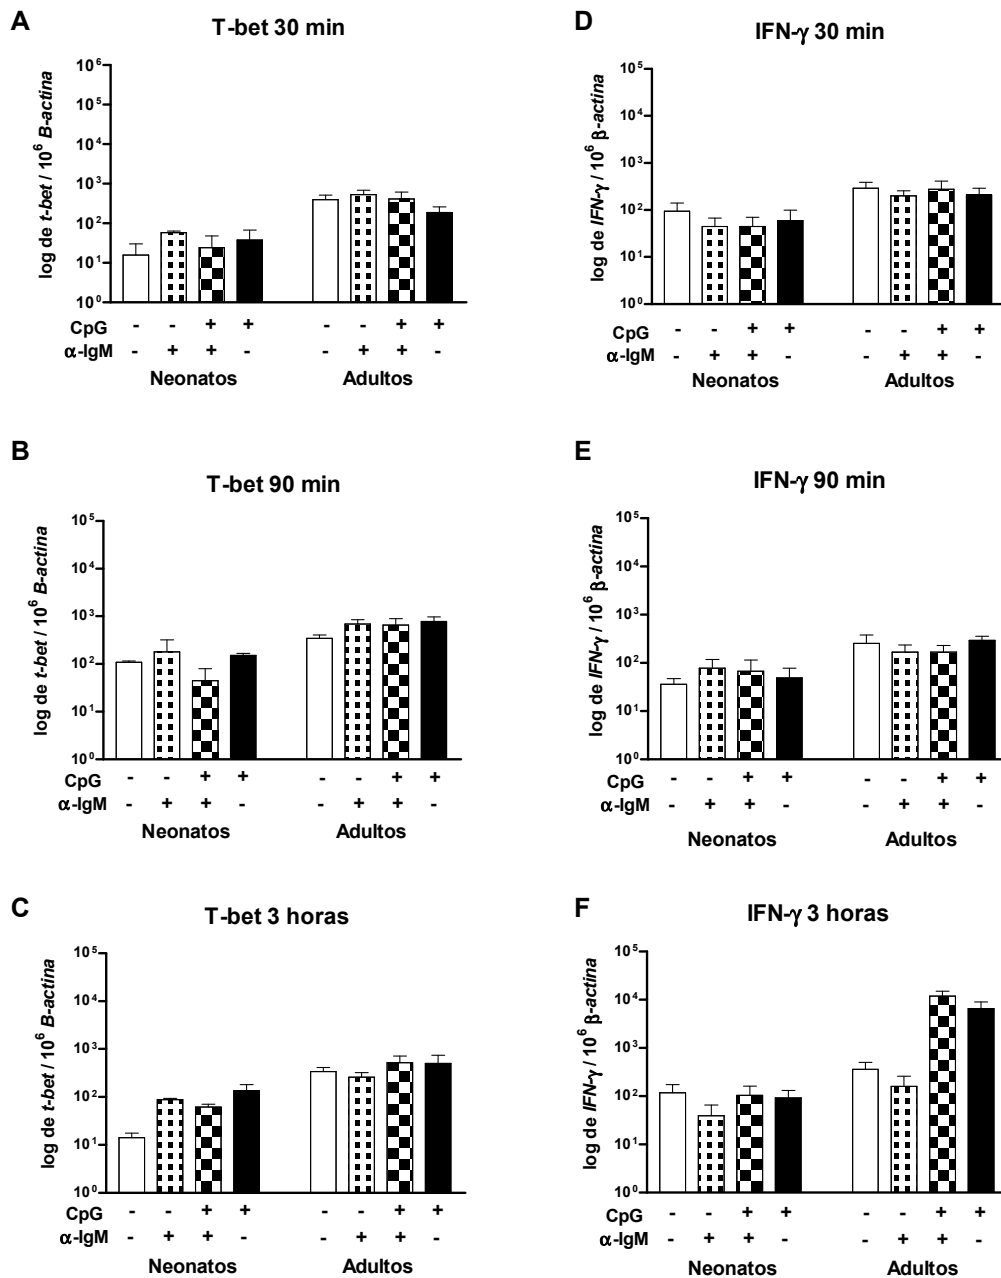 A
T-bet 30 min
log de t-bet / 10⁶ B-actina
10⁶
10⁵
10⁴
10³
10²
10¹
10⁰
CpG - - + + - - + +
α-IgM - + + - - + + -
Neonatos Adultos
D
IFN-γ 30 min
log de IFN-γ / 10⁶ β-actina
10⁵
10⁴
10³
10²
10¹
10⁰
- - + + - - + +
- + + - - + + -
Neonatos Adultos
B
T-bet 90 min
log de t-bet / 10⁶ B-actina
10⁵
10⁴
10³
10²
10¹
10⁰
CpG - - + + - - + +
α-IgM - + + - - + + -
Neonatos Adultos
E
IFN-γ 90 min
log de IFN-γ / 10⁶ β-actina
10⁵
10⁴
10³
10²
10¹
10⁰
CpG - - + + - - + +
α-IgM - + + - - + + -
Neonatos Adultos
C
T-bet 3 horas
log de t-bet / 10⁶ B-actina
10⁵
10⁴
10³
10²
10¹
10⁰
CpG - - + + - - + +
α-IgM - + + - - + + -
Neonatos Adultos
F
IFN-γ 3 horas
log de IFN-γ / 10⁶ β-actina
10⁵
10⁴
10³
10²
10¹
10⁰
CpG - - + + - - + +
α-IgM - + + - - + + -
Neonatos Adultos